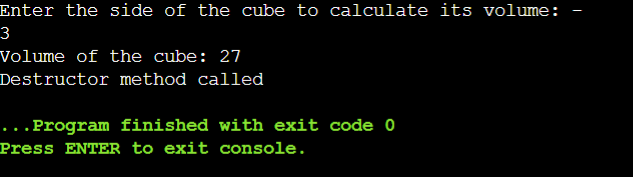 Enter the side of the cube to calculate its volume: -
3
Volume of the cube: 27
Destructor method called
...Program finished with exit code 0
Press ENTER to exit console.